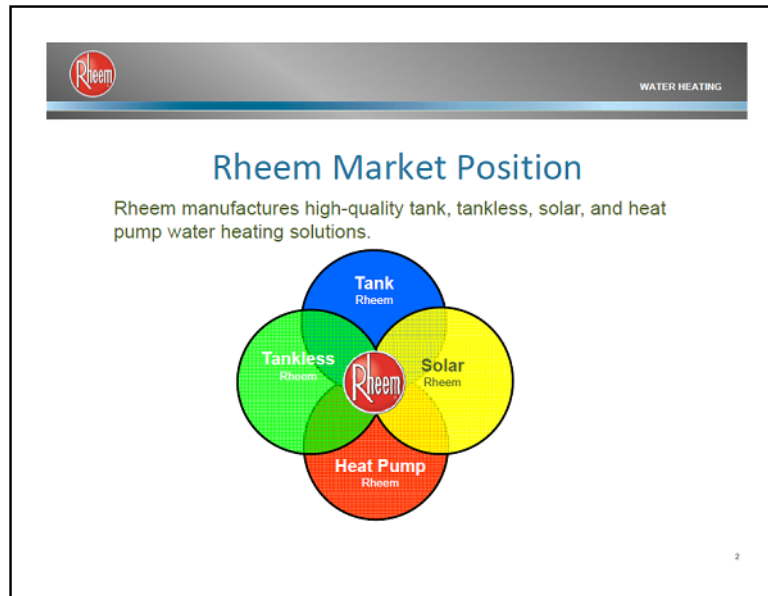 Rheem
WATER HEATING
Rheem Market Position
Rheem manufactures high-quality tank, tankless, solar, and heat
pump water heating solutions.
Tank
Rheem
Tankless
Rheem
Rheem
Solar
Rheem
Heat Pump
Rheem
2